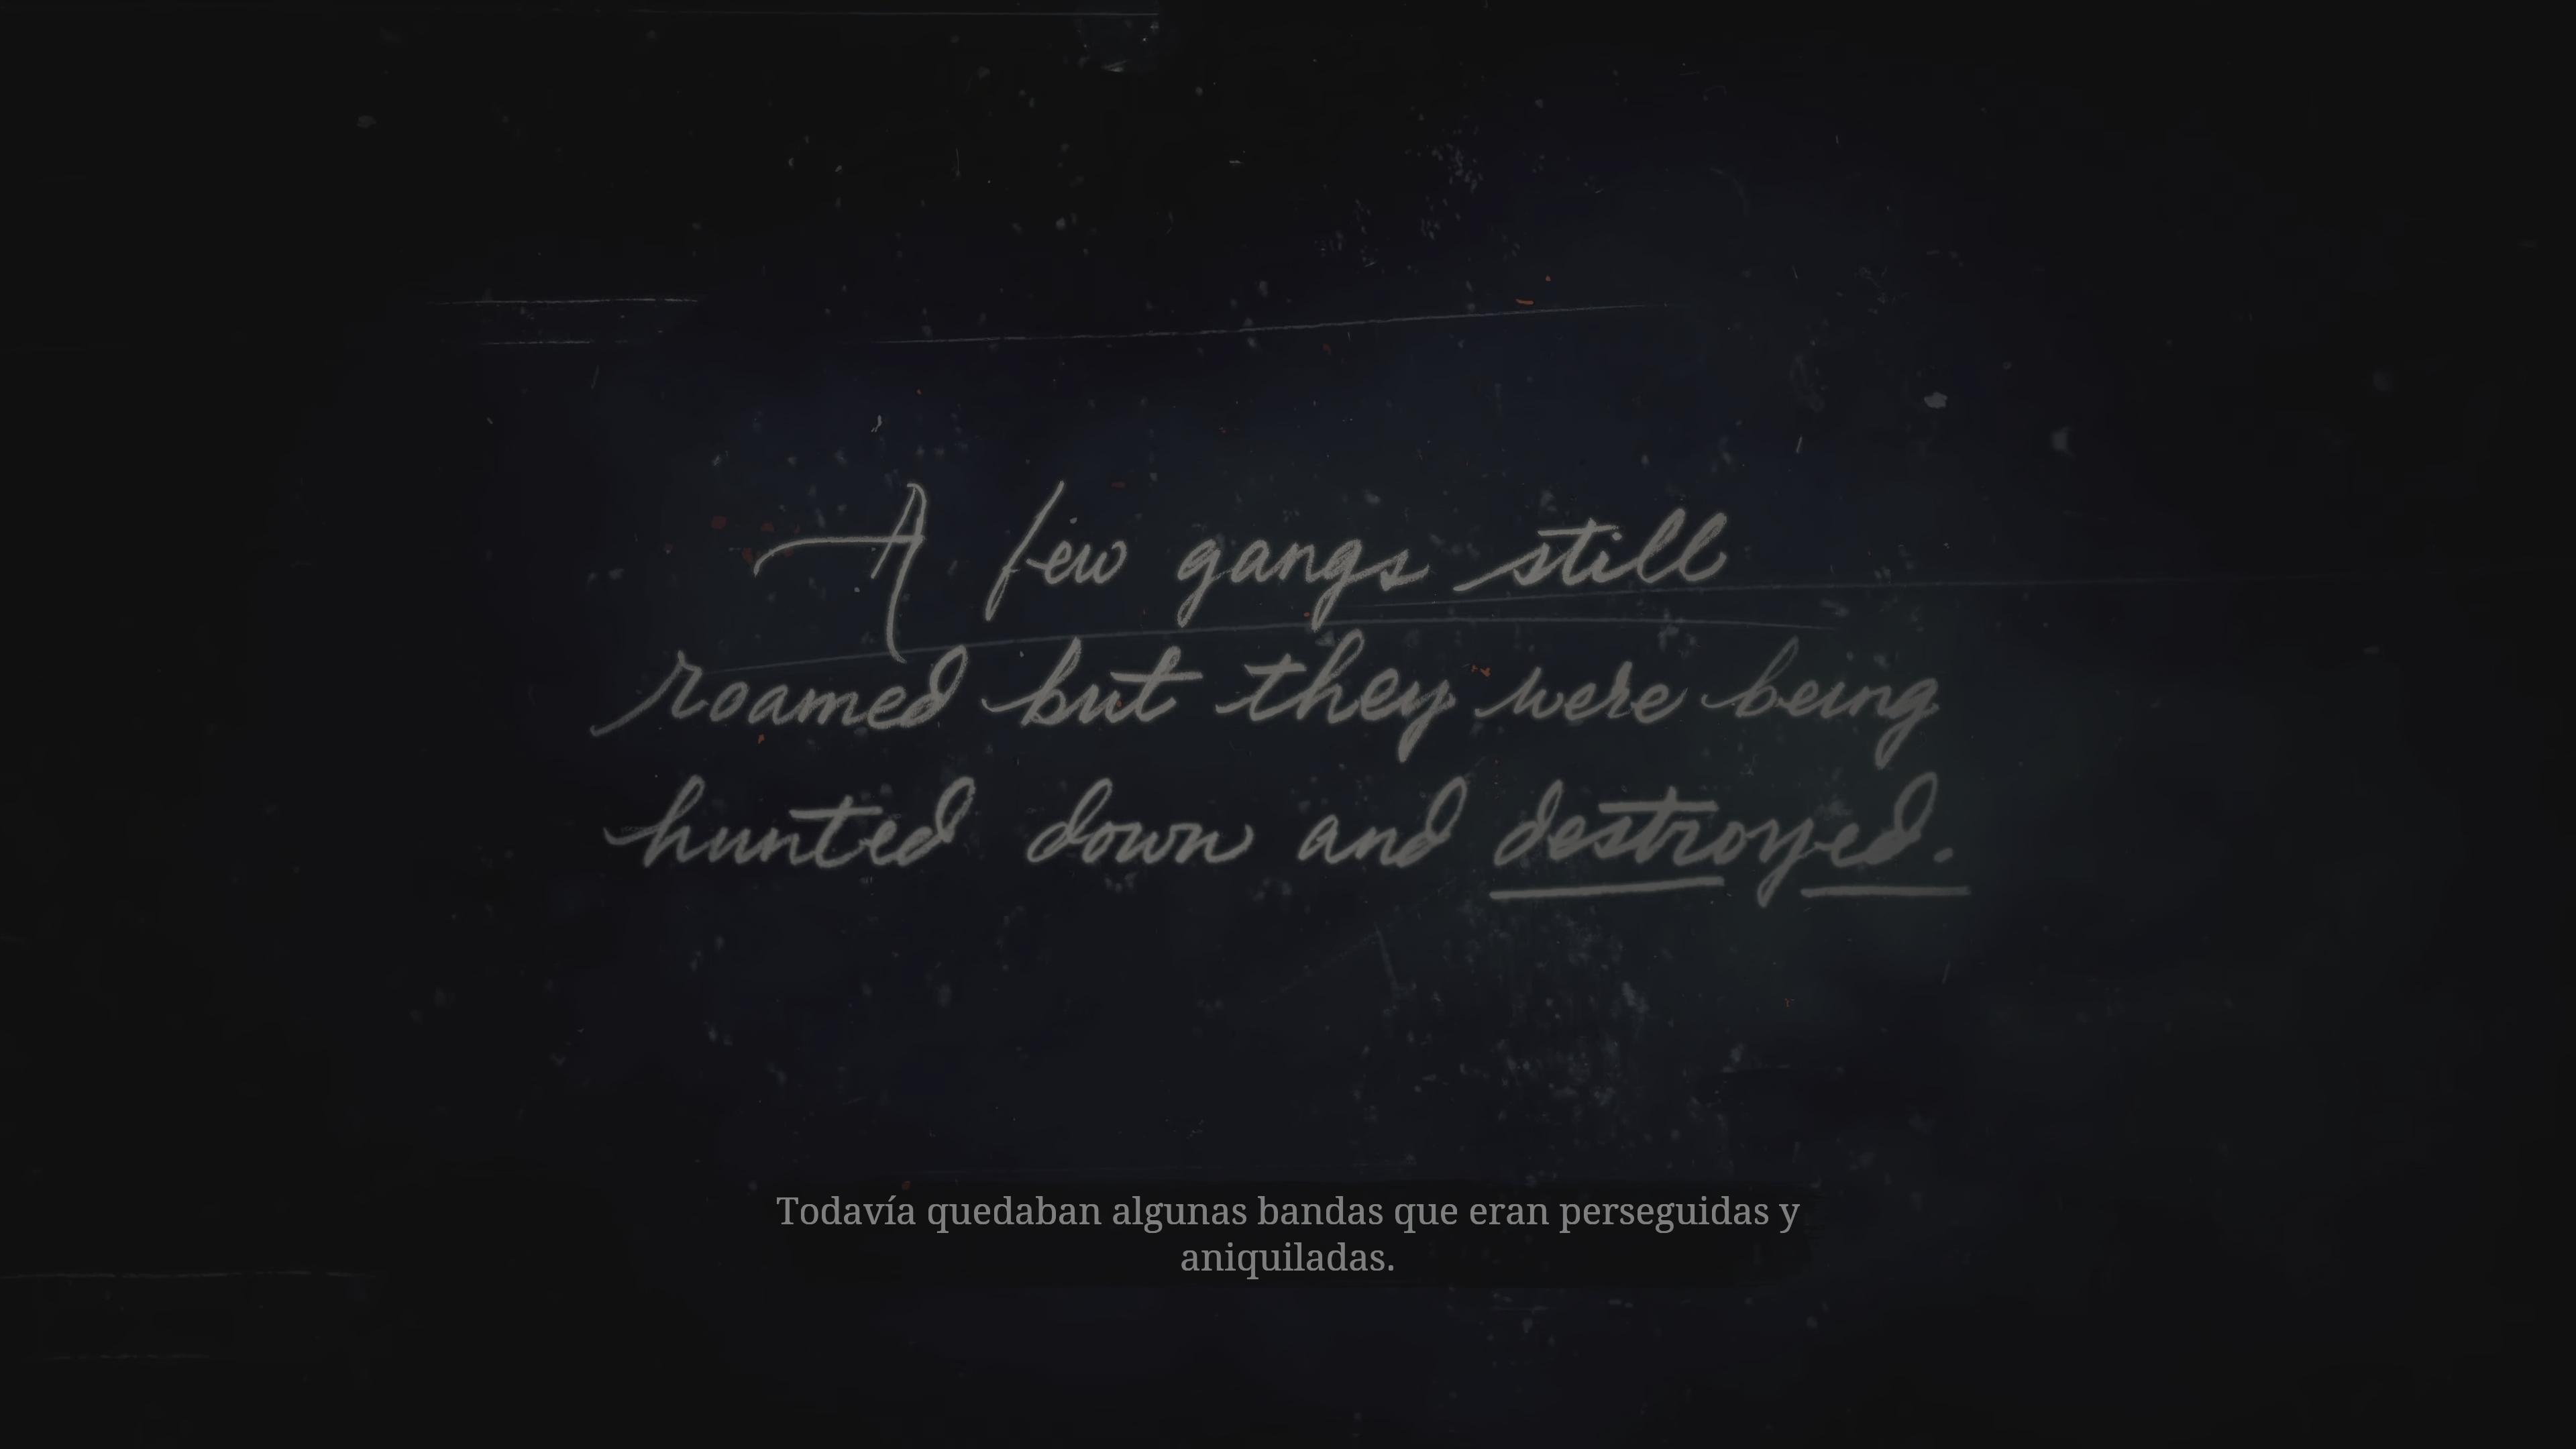 A few gangs still
roamed but they were being
hunted down and destroyed.
Todavía quedaban algunas bandas que eran perseguidas y
aniquiladas.